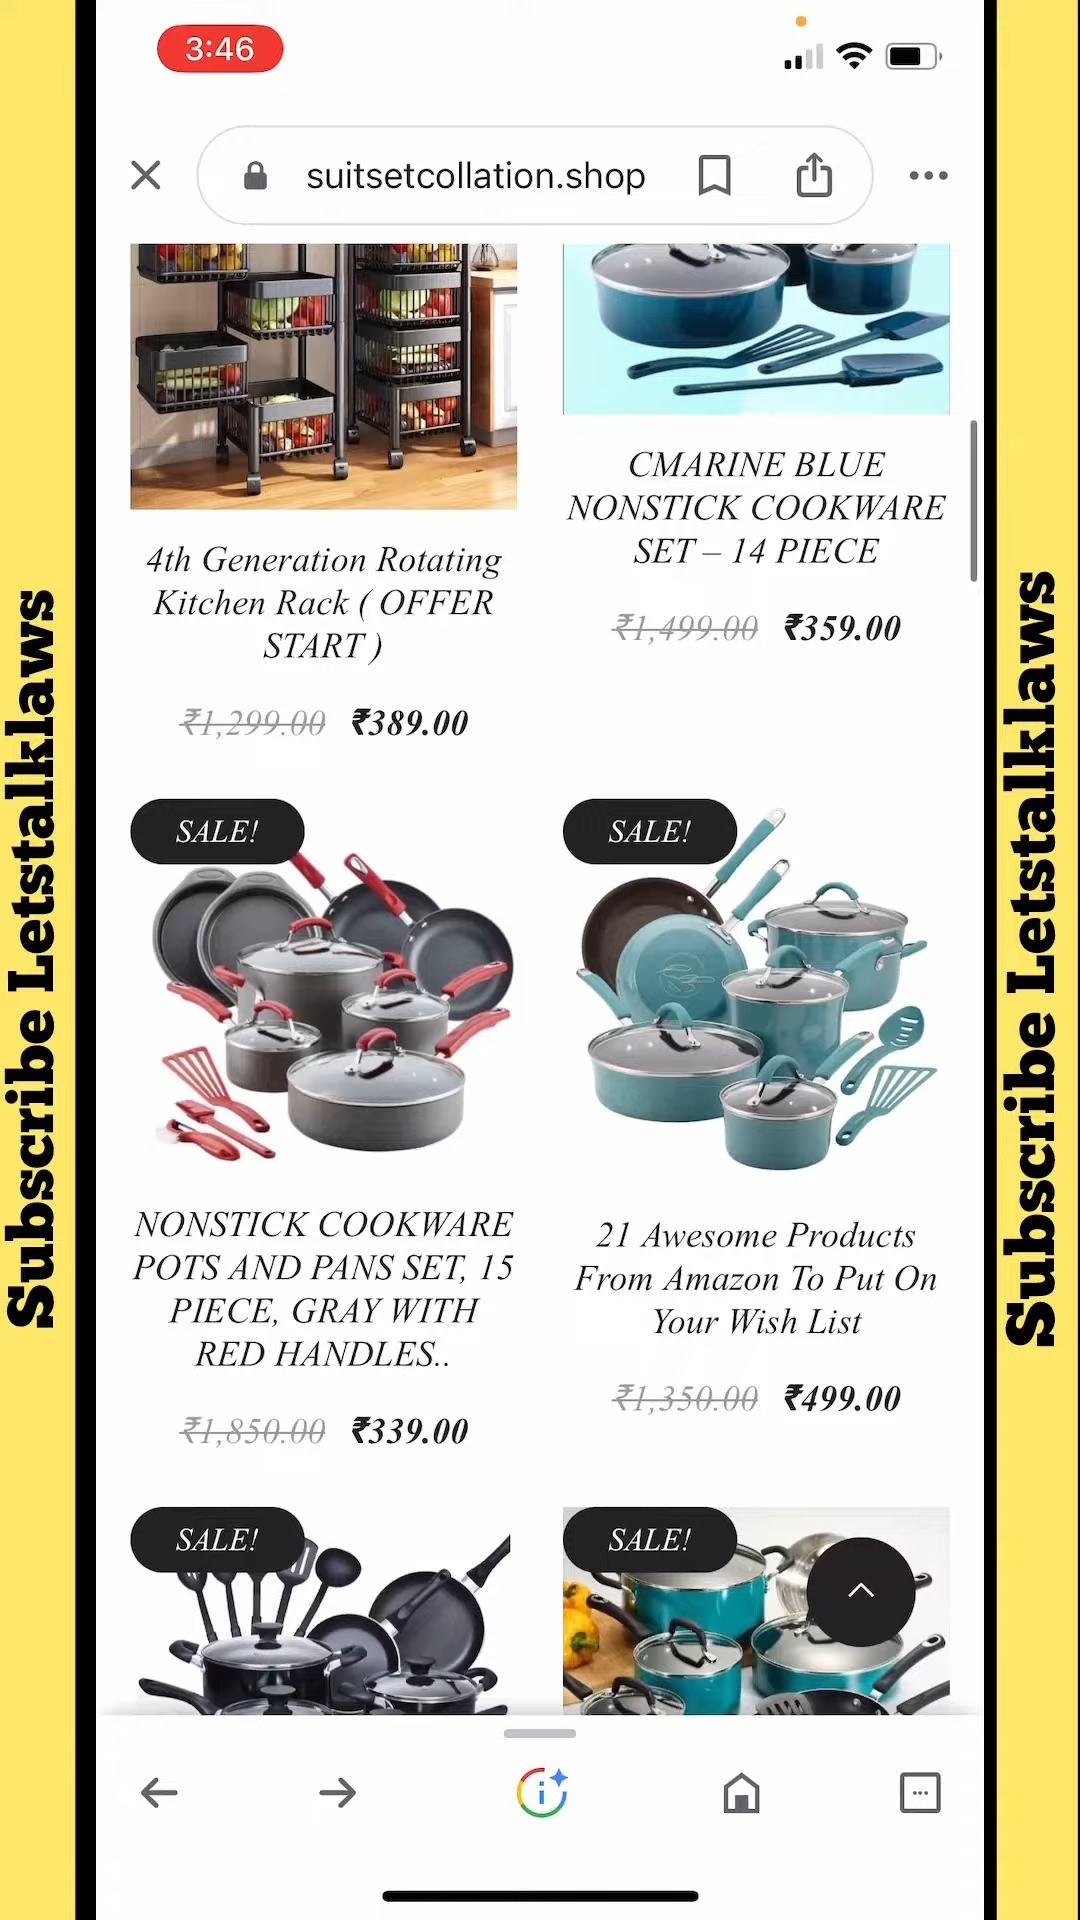 3:46
suitsetcollation.shop
4th Generation Rotating
Kitchen Rack ( OFFER
START )
₹1,299.00 ₹389.00
CMARINE BLUE
NONSTICK COOKWARE
SET – 14 PIECE
₹1,499.00 ₹359.00
SALE!
NONSTICK COOKWARE
POTS AND PANS SET, 15
PIECE, GRAY WITH
RED HANDLES..
₹1,850.00 ₹339.00
SALE!
21 Awesome Products
From Amazon To Put On
Your Wish List
₹1,350.00 ₹499.00
SALE!
SALE!
Subscribe Letstalklaws
Subscribe Letstalklaws